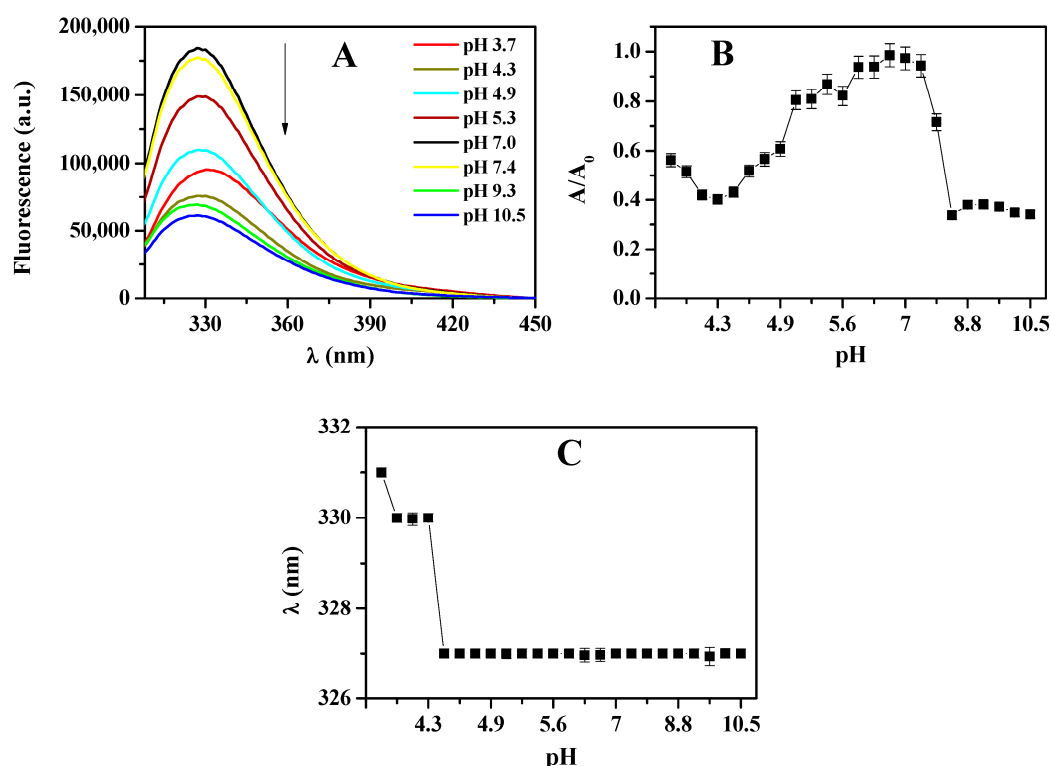 A
Fluorescence (a.u.)
200,000
150,000
100,000
50,000
0
330 360 390 420 450
λ (nm)
pH 3.7
pH 4.3
pH 4.9
pH 5.3
pH 7.0
pH 7.4
pH 9.3
pH 10.5
B
A/A0
1.0
0.8
0.6
0.4
0.2
0.0
4.3 4.9 5.6 7 8.8 10.5
pH
C
λ (nm)
332
330
328
326
4.3 4.9 5.6 7 8.8 10.5
pH